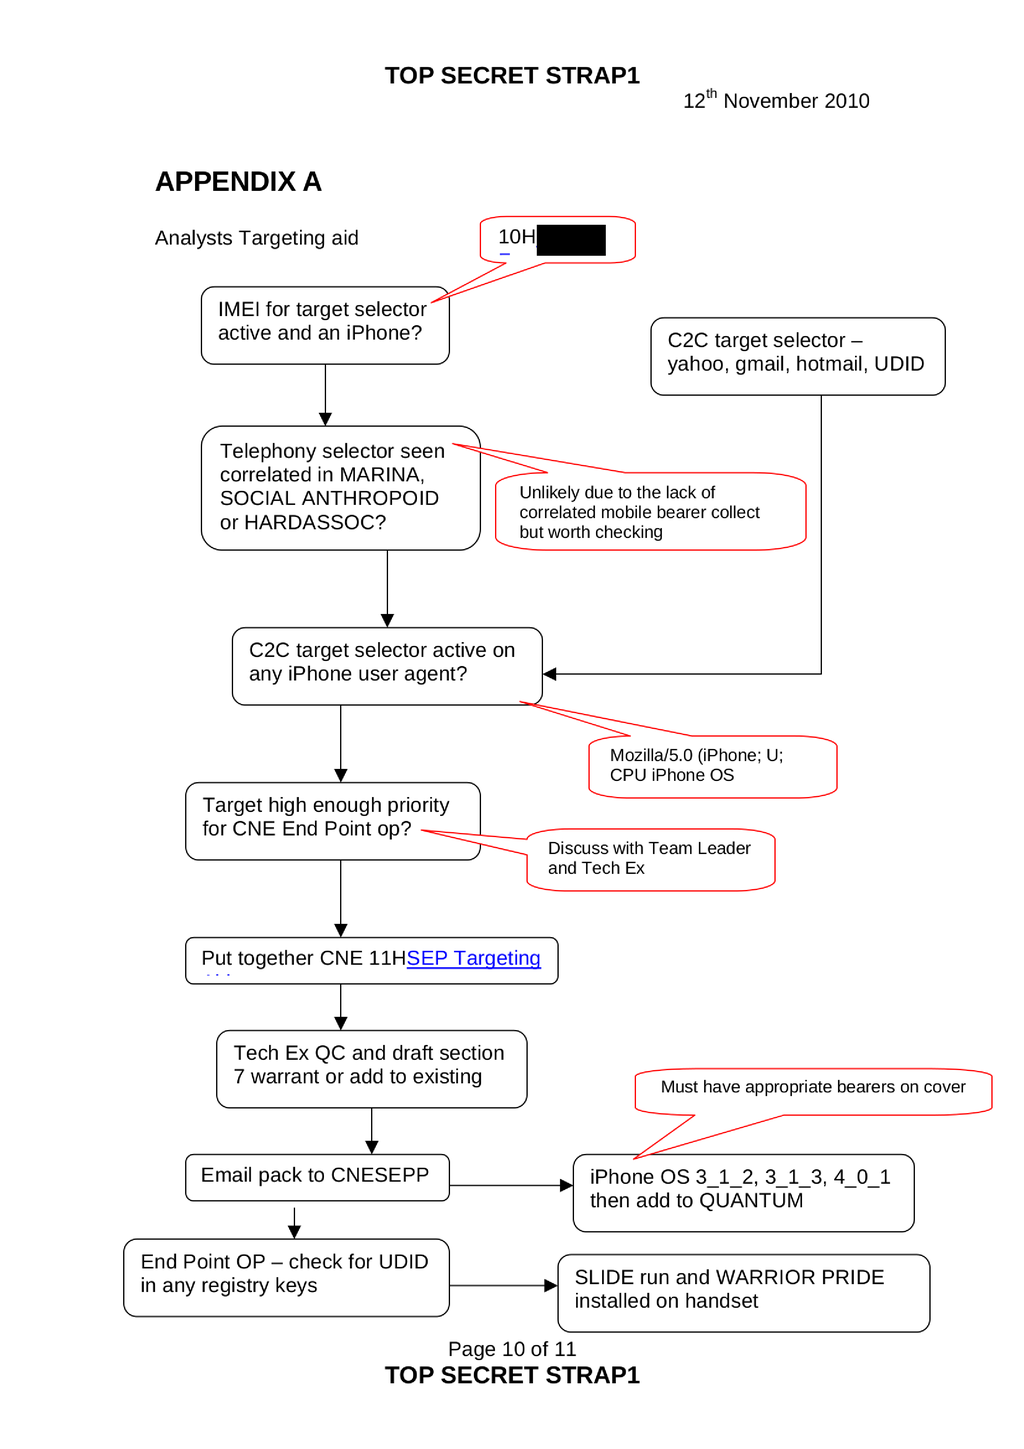 TOP SECRET STRAP1
12th November 2010
APPENDIX A
Analysts Targeting aid
10H
IMEI for target selector
active and an iPhone?
C2C target selector –
yahoo, gmail, hotmail, UDID
Telephony selector seen
correlated in MARINA,
SOCIAL ANTHROPOID
or HARDASSOC?
Unlikely due to the lack of
correlated mobile bearer collect
but worth checking
C2C target selector active on
any iPhone user agent?
Mozilla/5.0 (iPhone; U;
CPU iPhone OS
Target high enough priority
for CNE End Point op?
Discuss with Team Leader
and Tech Ex
Put together CNE 11HSEP Targeting
Tech Ex QC and draft section
7 warrant or add to existing
Must have appropriate bearers on cover
Email pack to CNESEPP
iPhone OS 3_1_2, 3_1_3, 4_0_1
then add to QUANTUM
End Point OP – check for UDID
in any registry keys
SLIDE run and WARRIOR PRIDE
installed on handset
Page 10 of 11
TOP SECRET STRAP1